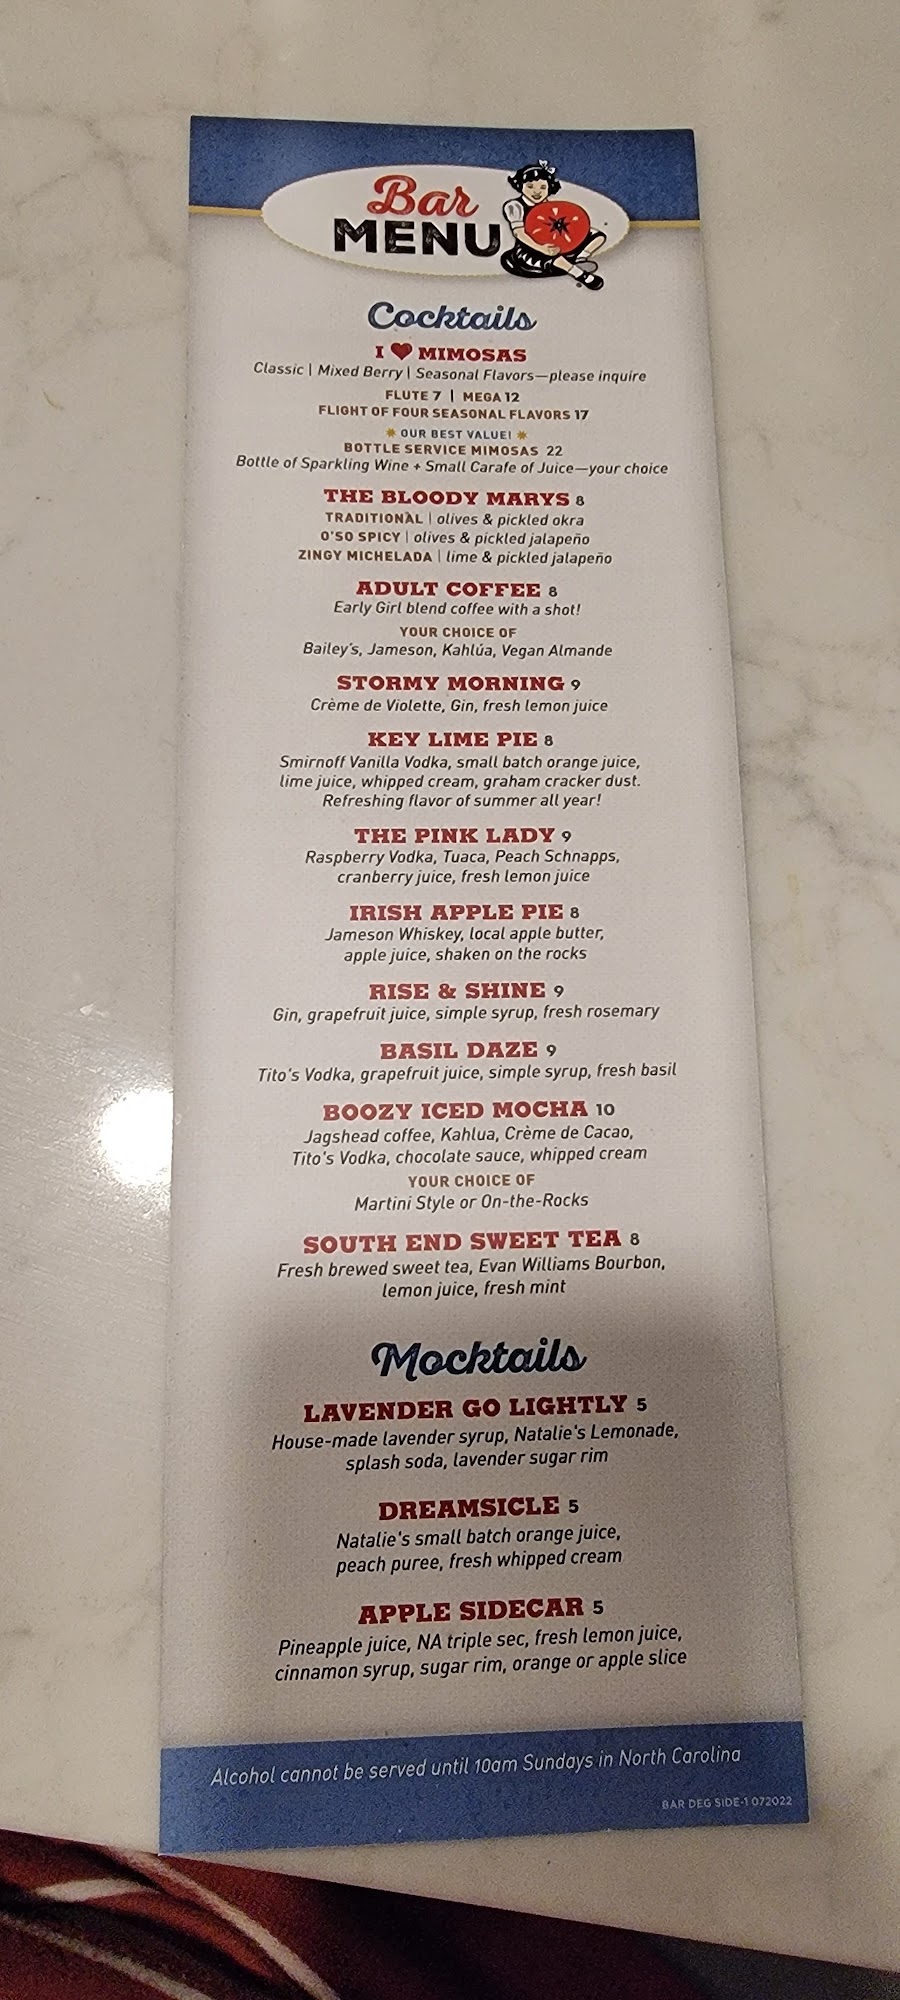 Bar
MENU
Cocktails
I ♥ MIMOSAS
Classic | Mixed Berry | Seasonal Flavors—please inquire
FLUTE 7 | MEGA 12
FLIGHT OF FOUR SEASONAL FLAVORS 17
OUR BEST VALUE!
BOTTLE SERVICE MIMOSAS 22
Bottle of Sparkling Wine + Small Carafe of Juice—your choice
THE BLOODY MARYS 8
TRADITIONAL | olives & pickled okra
O'SO SPICY | olives & pickled jalapeño
ZINGY MICHELADA | lime & pickled jalapeño
ADULT COFFEE 8
Early Girl blend coffee with a shot!
YOUR CHOICE OF
Bailey's, Jameson, Kahlúa, Vegan Almande
STORMY MORNING 9
Crème de Violette, Gin, fresh lemon juice
KEY LIME PIE 8
Smirnoff Vanilla Vodka, small batch orange juice,
lime juice, whipped cream, graham cracker dust.
Refreshing flavor of summer all year!
THE PINK LADY 9
Raspberry Vodka, Tuaca, Peach Schnapps,
cranberry juice, fresh lemon juice
IRISH APPLE PIE 8
Jameson Whiskey, local apple butter,
apple juice, shaken on the rocks
RISE & SHINE 9
Gin, grapefruit juice, simple syrup, fresh rosemary
BASIL DAZE 9
Tito's Vodka, grapefruit juice, simple syrup, fresh basil
BOOZY ICED MOCHA 10
Jagshead coffee, Kahlua, Crème de Cacao,
Tito's Vodka, chocolate sauce, whipped cream
YOUR CHOICE OF
Martini Style or On-the-Rocks
SOUTH END SWEET TEA 8
Fresh brewed sweet tea, Evan Williams Bourbon,
lemon juice, fresh mint
Mocktails
LAVENDER GO LIGHTLY 5
House-made lavender syrup, Natalie's Lemonade,
splash soda, lavender sugar rim
DREAMSICLE 5
Natalie's small batch orange juice,
peach puree, fresh whipped cream
APPLE SIDECAR 5
Pineapple juice, NA triple sec, fresh lemon juice,
cinnamon syrup, sugar rim, orange or apple slice
Alcohol cannot be served until 10am Sundays in North Carolina
BAR DEG SIDE-1 072022